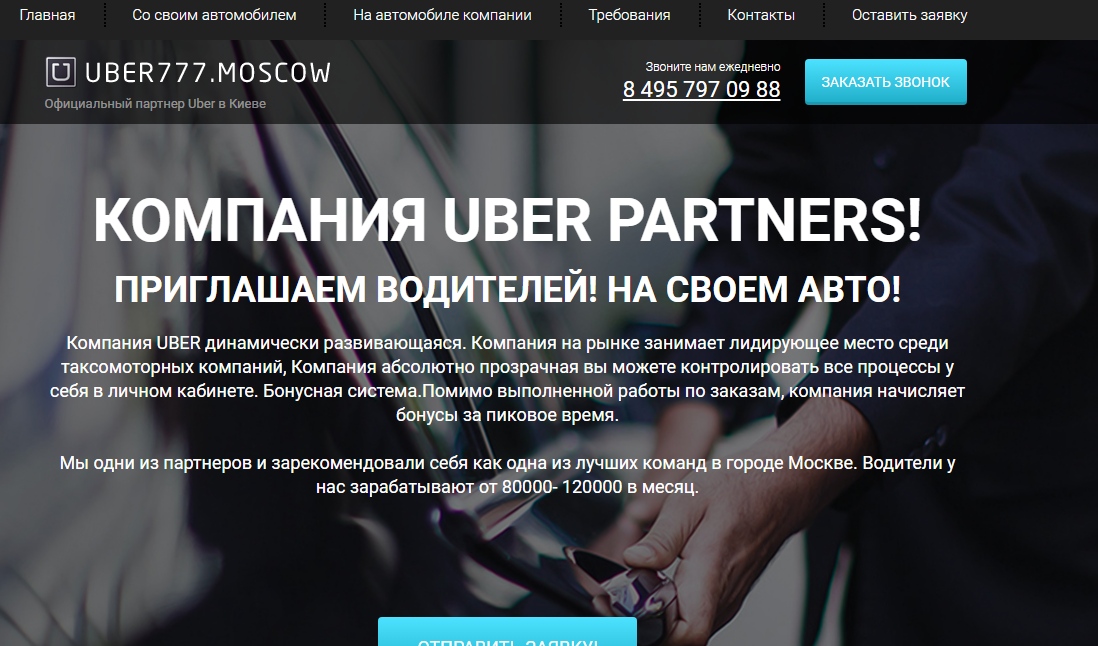 Главная Со своим автомобилем На автомобиле компании Требования Контакты Оставить заявку
UBER777.MOSCOW
Официальный партнер Uber в Киеве
Звоните нам ежедневно
8 495 797 09 88
ЗАКАЗАТЬ ЗВОНОК
КОМПАНИЯ UBER PARTNERS!
ПРИГЛАШАЕМ ВОДИТЕЛЕЙ! НА СВОЕМ АВТО!
Компания UBER динамически развивающаяся. Компания на рынке занимает лидирующее место среди
таксомоторных компаний, Компания абсолютно прозрачная вы можете контролировать все процессы у
себя в личном кабинете. Бонусная система.Помимо выполненной работы по заказам, компания начисляет
бонусы за пиковое время.
Мы одни из партнеров и зарекомендовали себя как одна из лучших команд в городе Москве. Водители у
нас зарабатывают от 80000- 120000 в месяц.
ОТПРАВИТЬ ЗАЯВКУ!